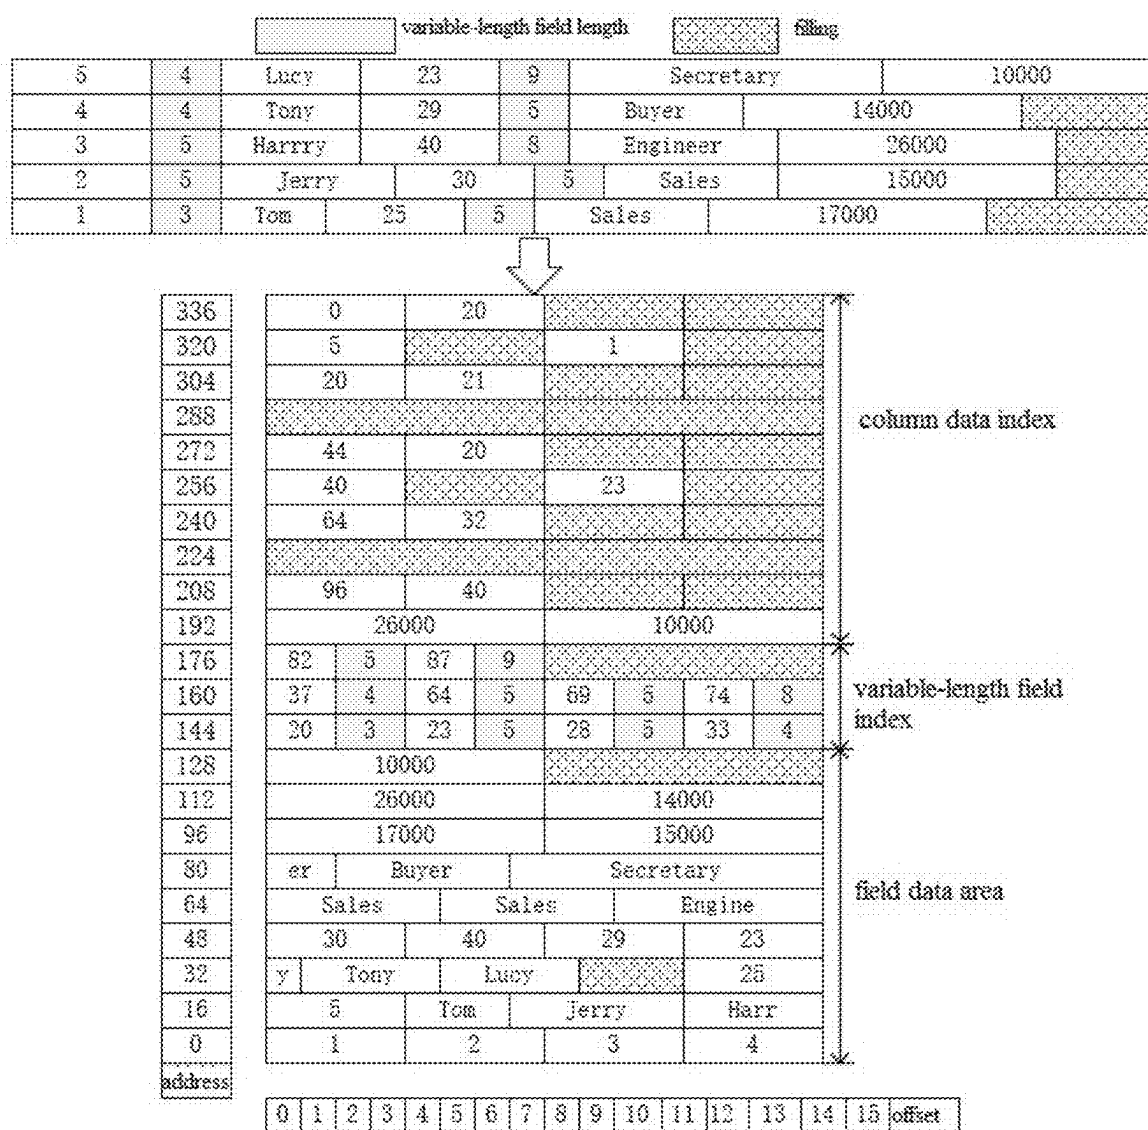 variable-length field length filling
5 4 Lucy 23 9 Secretary 10000
4 4 Tony 29 5 Buyer 14000
3 5 Harrry 40 8 Engineer 26000
2 5 Jerry 30 5 Sales 15000
1 3 Tom 25 5 Sales 17000
336 0 20
320 5 1
304 20 21
288
272 44 20
column data index
256 40 23
240 64 32
224
208 96 40
192 26000 10000
176 82 5 87 9
160 37 4 64 5 69 5 74 8
variable-length field
index
144 20 3 23 5 28 5 33 4
128 10000
112 26000 14000
96 17000 15000
80 er Buyer Secretary
64 Sales Sales Engine
field data area
48 30 40 29 23
32 y Tony Lucy 25
16 5 Tom Jerry Harr
0 1 2 3 4
address
0 1 2 3 4 5 6 7 8 9 10 11 12 13 14 15 offset